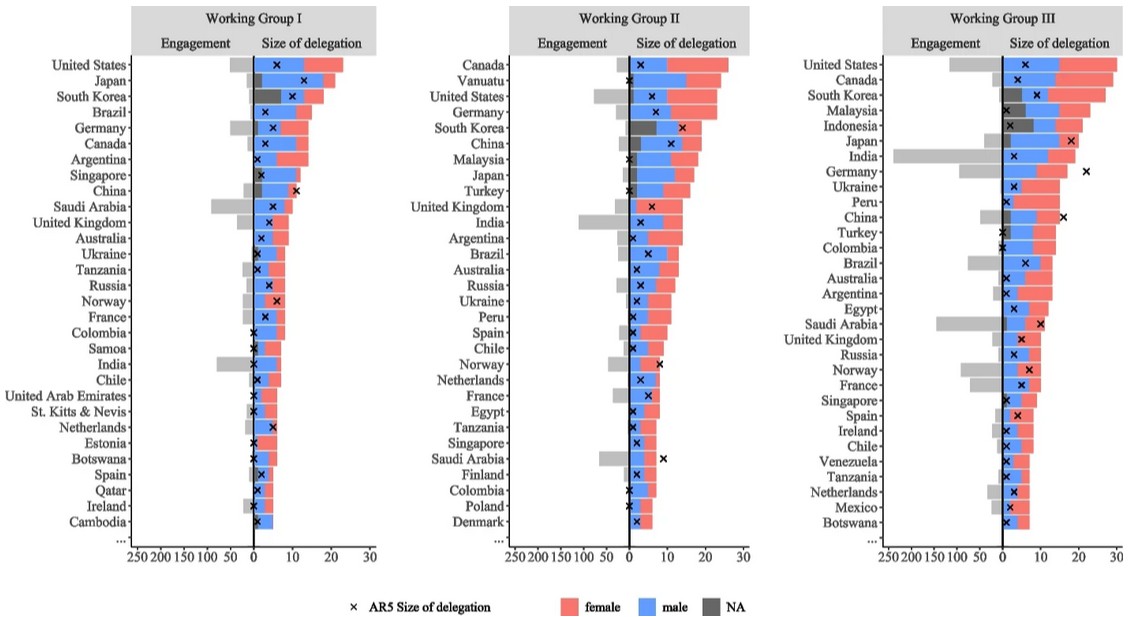 Working Group I
Engagement Size of delegation
United States
Japan
South Korea
Brazil
Germany
Canada
Argentina
Singapore
China
Saudi Arabia
United Kingdom
Australia
Ukraine
Tanzania
Russia
Norway
France
Colombia
Samoa
India
Chile
United Arab Emirates
St. Kitts & Nevis
Netherlands
Estonia
Botswana
Spain
Qatar
Ireland
Cambodia
...
250 200 150 100 50 0 10 20 30
Working Group II
Engagement Size of delegation
Canada
Vanuatu
United States
Germany
South Korea
China
Malaysia
Japan
Turkey
United Kingdom
India
Argentina
Brazil
Australia
Russia
Ukraine
Peru
Spain
Chile
Norway
Netherlands
France
Egypt
Tanzania
Singapore
Saudi Arabia
Finland
Colombia
Poland
Denmark
...
250 200 150 100 50 0 10 20 30
Working Group III
Engagement Size of delegation
United States
Canada
South Korea
Malaysia
Indonesia
Japan
India
Germany
Ukraine
Peru
China
Turkey
Colombia
Brazil
Australia
Argentina
Egypt
Saudi Arabia
United Kingdom
Russia
Norway
France
Singapore
Spain
Ireland
Chile
Venezuela
Tanzania
Netherlands
Mexico
Botswana
...
250 200 150 100 50 0 10 20 30
× AR5 Size of delegation female male NA